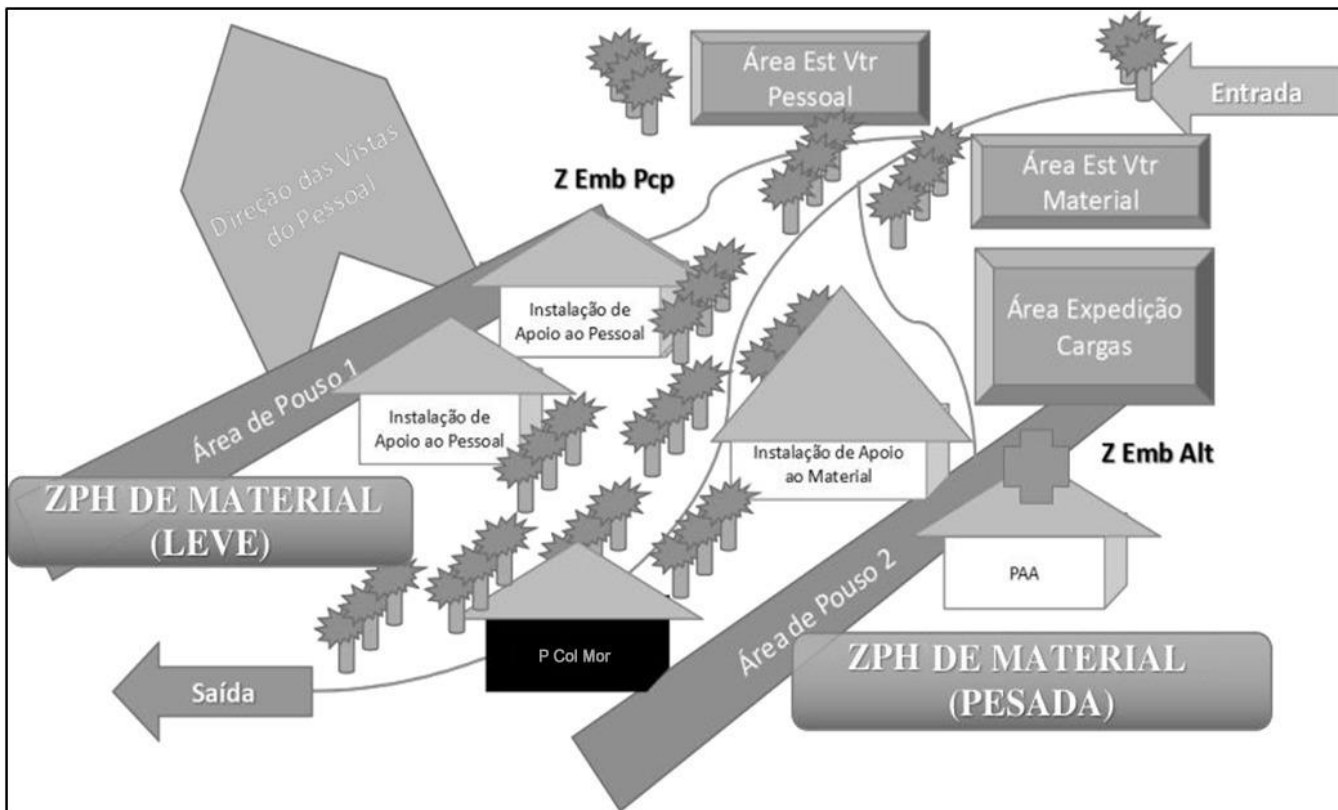 Área Est Vtr
Pessoal
Entrada
Direção das Vistas
do Pessoal
Z Emb Pcp
Área Est Vtr
Material
Instalação de
Apoio ao Pessoal
Área Expedição
Cargas
Área de Pouso 1
Instalação de
Apoio ao Pessoal
Instalação de Apoio
ao Material
Z Emb Alt
ZPH DE MATERIAL
(LEVE)
PAA
Área de Pouso 2
P Col Mor
ZPH DE MATERIAL
(PESADA)
Saída